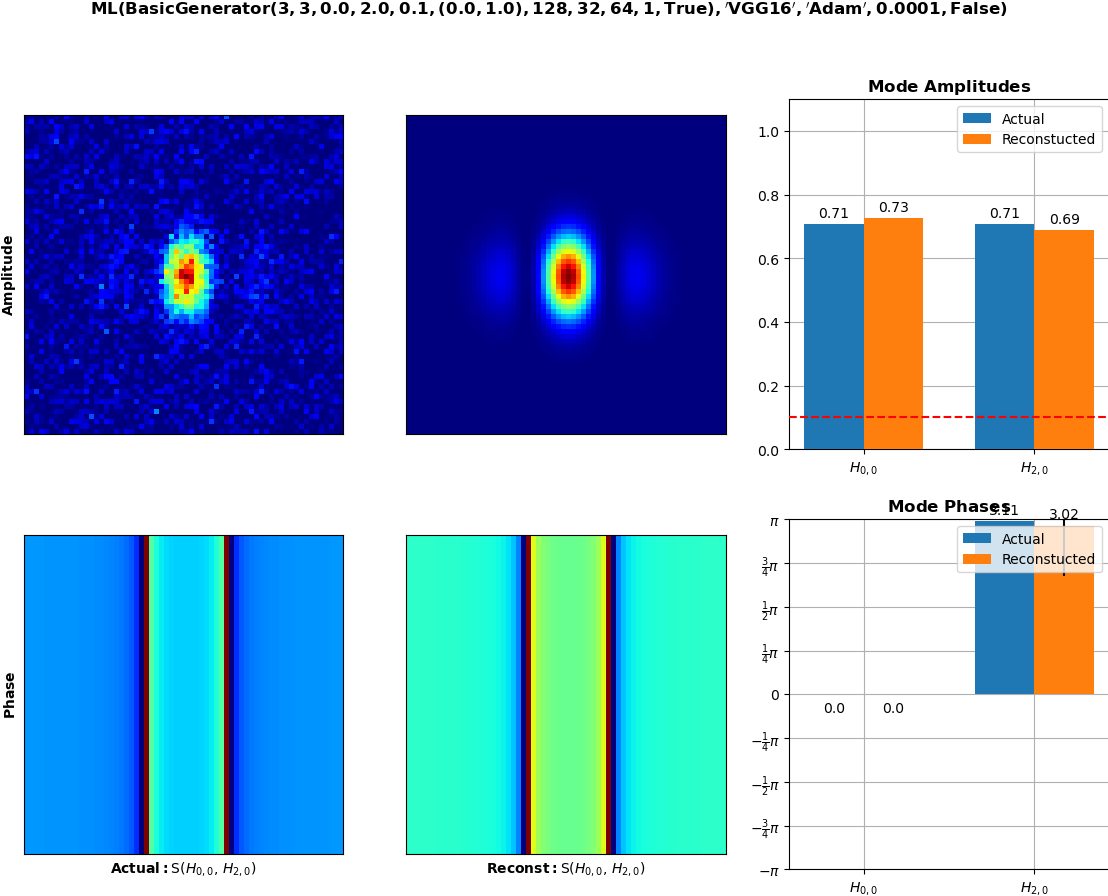 ML(BasicGenerator(3, 3, 0.0, 2.0, 0.1, (0.0, 1.0), 128, 32, 64, 1, True), 'VGG16', 'Adam', 0.0001, False)
Amplitude
Mode Amplitudes
Actual
Reconstucted
1.0
0.8
0.6
0.4
0.2
0.0
0.71
0.73
0.71
0.69
H0,0
H2,0
Phase
Actual: S(H0,0, H2,0)
Reconst: S(H0,0, H2,0)
Mode Phases
3.11
3.02
Actual
Reconstucted
π
3/4π
1/2π
1/4π
0
−1/4π
−1/2π
−3/4π
−π
0.0
0.0
H0,0
H2,0